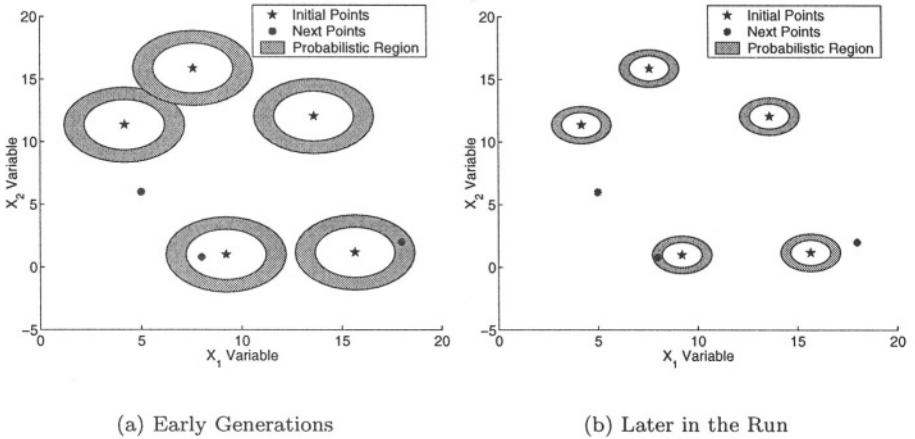 20
15
10
5
0
−5
0
5
10
15
20
X2 Variable
X1 Variable
Initial Points
Next Points
Probabilistic Region
(a) Early Generations
20
15
10
5
0
−5
0
5
10
15
20
X2 Variable
X1 Variable
Initial Points
Next Points
Probabilistic Region
(b) Later in the Run